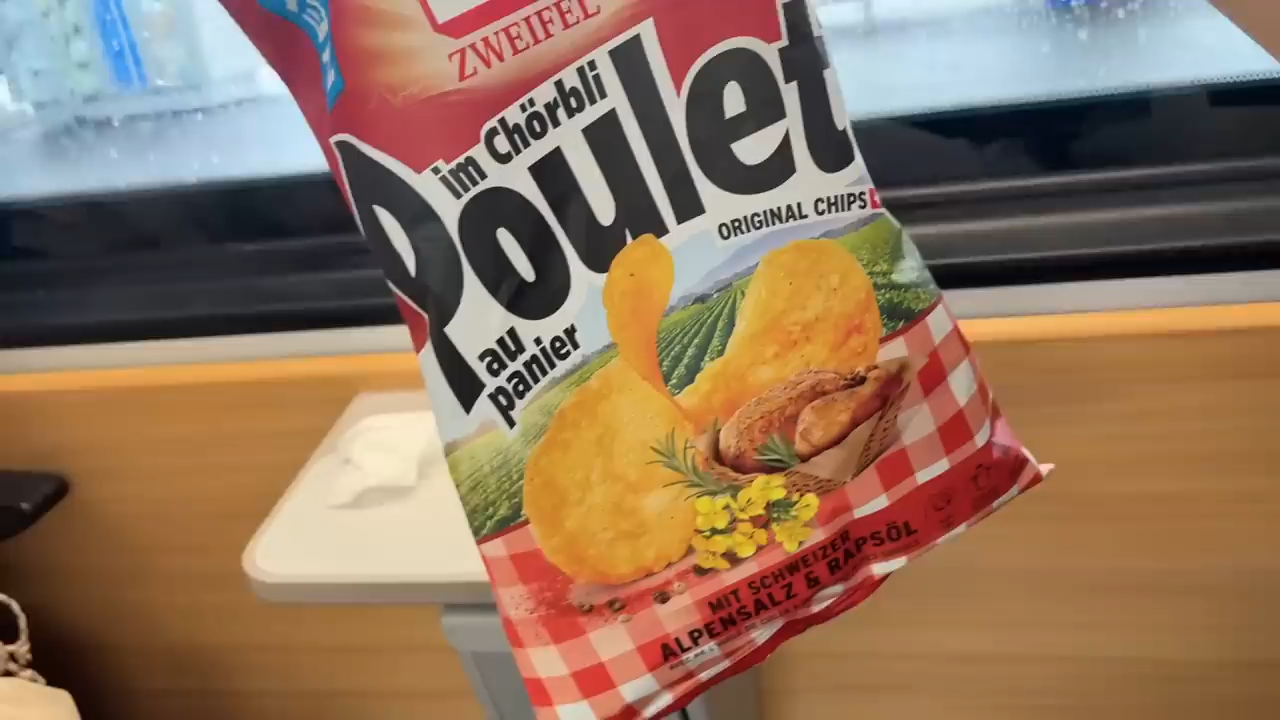 ZWEIFEL
im Chörbli
Poulet
au
panier
ORIGINAL CHIPS
MIT SCHWEIZER
ALPENSALZ & RAPSÖL